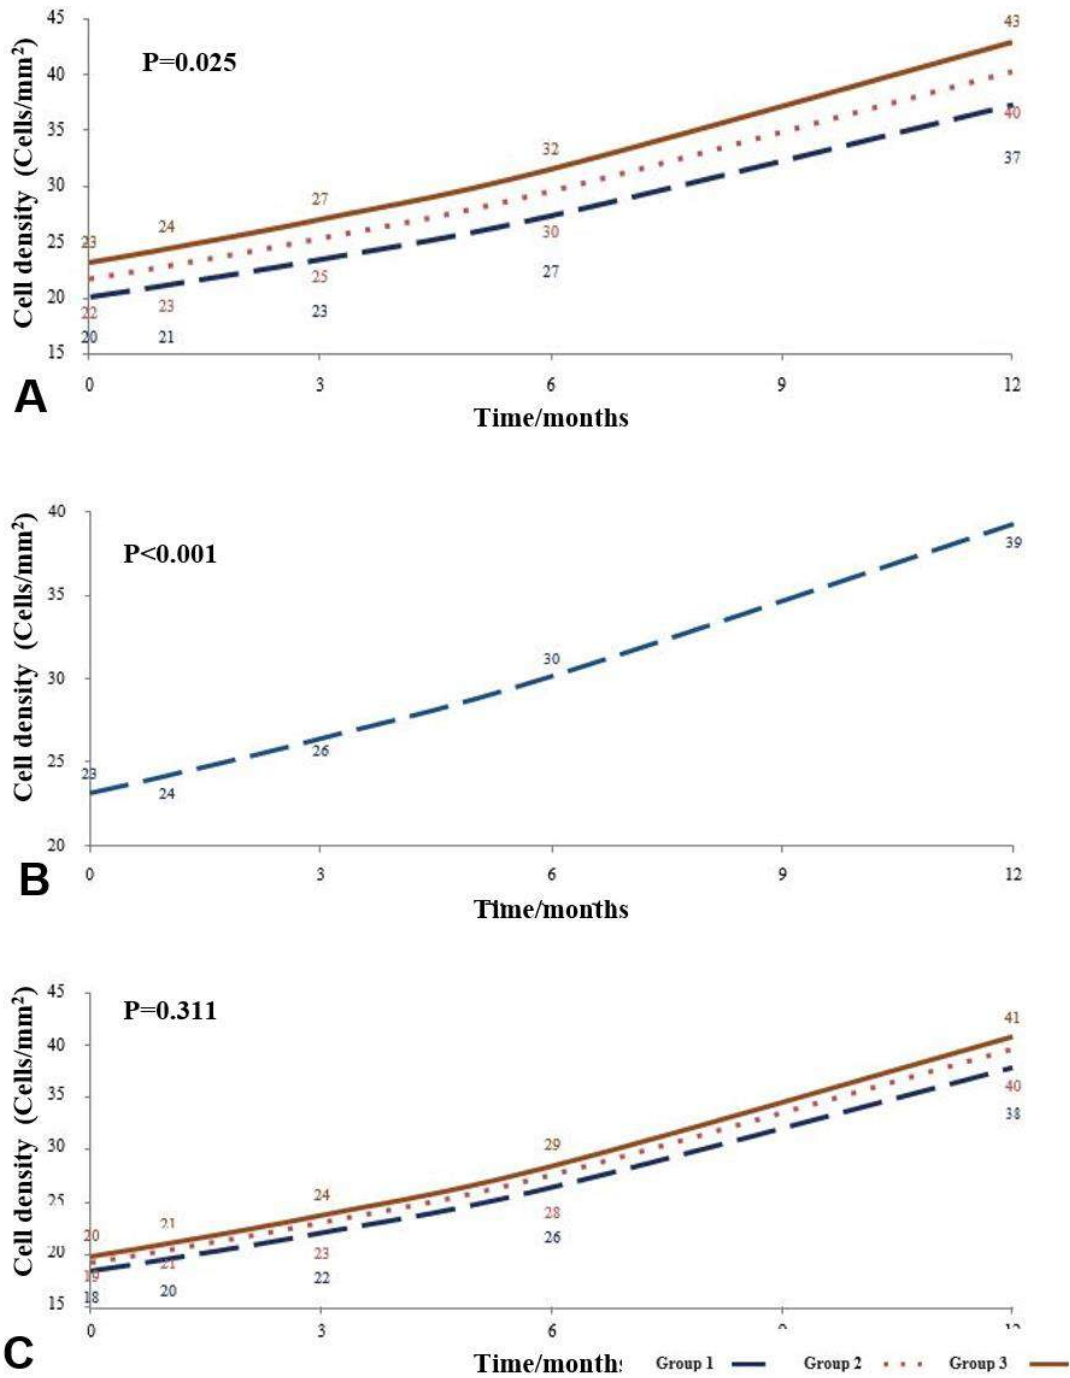 45
P=0.025
43
40
35
30
25
20
15
Cell density (Cells/mm²)
23 24 27 32
22 23 25 30 40
20 21 23 27 37
0 3 6 9 12
A
Time/months
40
P<0.001
35
30
25
20
Cell density (Cells/mm²)
23 24 26 30 39
0 3 6 9 12
B
Time/months
45
P=0.311
40
35
30
25
20
15
Cell density (Cells/mm²)
20 21 24 29 41
19 21 23 28 40
18 20 22 26 38
0 3 6
C
Group 1 Group 2 Group 3